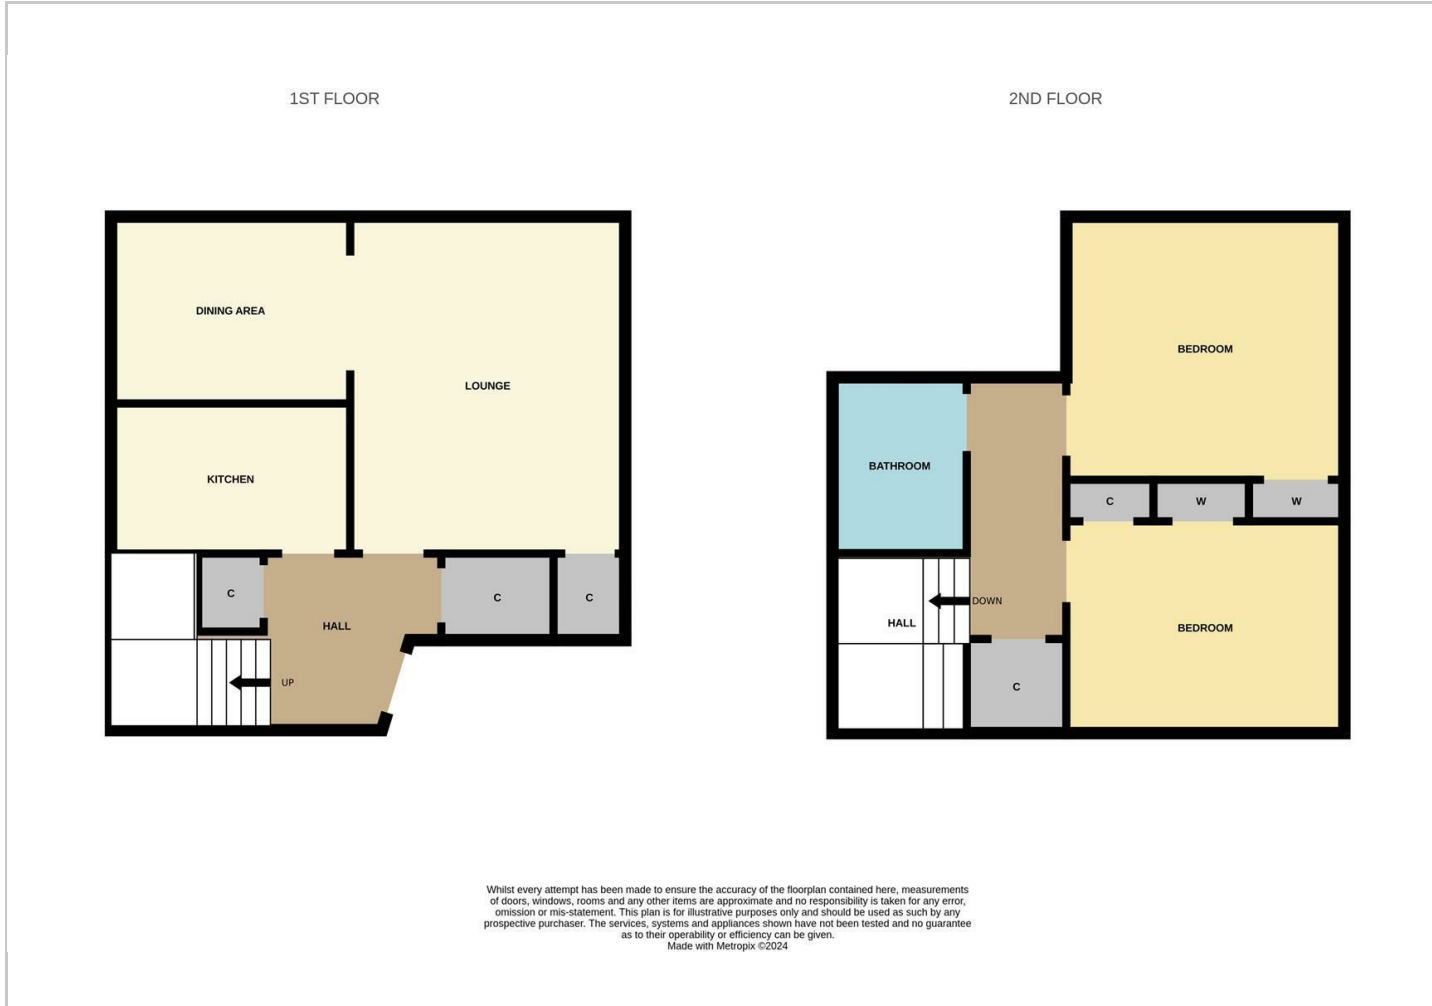 1ST FLOOR
2ND FLOOR
DINING AREA
LOUNGE
KITCHEN
C
HALL
C
C
UP
BEDROOM
BATHROOM
C
W
W
DOWN
HALL
BEDROOM
C
Whilst every attempt has been made to ensure the accuracy of the floorplan contained here, measurements
of doors, windows, rooms and any other items are approximate and no responsibility is taken for any error,
omission or mis-statement. This plan is for illustrative purposes only and should be used as such by any
prospective purchaser. The services, systems and appliances shown have not been tested and no guarantee
as to their operability or efficiency can be given.
Made with Metropix ©2024